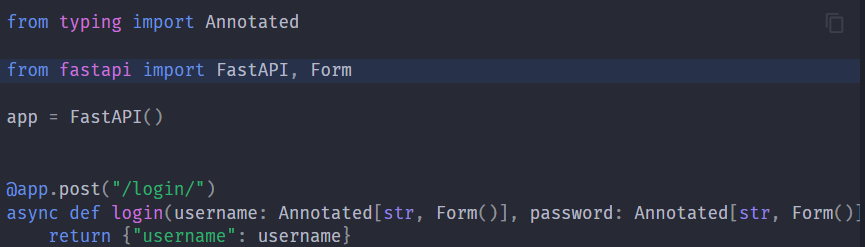 from typing import Annotated
from fastapi import FastAPI, Form
app = FastAPI()
@app.post("/login/")
async def login(username: Annotated[str, Form()], password: Annotated[str, Form()]
    return {"username": username}